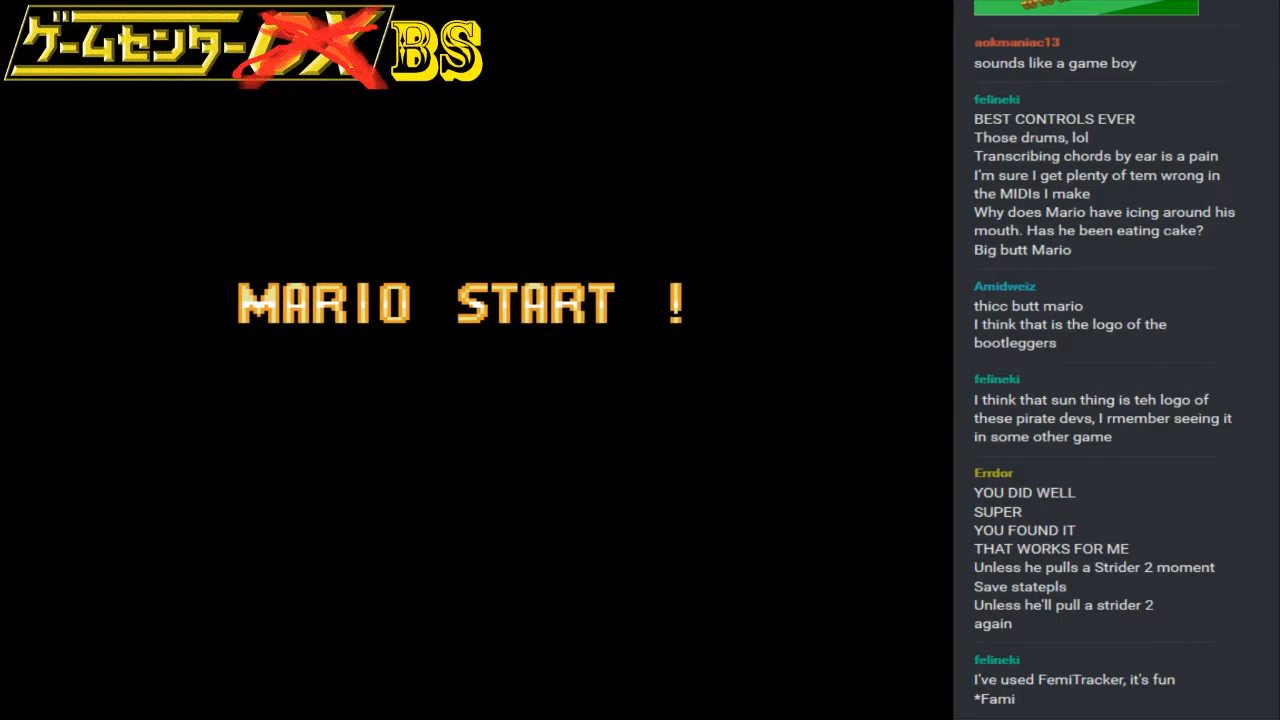 ゲームセンターDX BS
MARIO START !
aokmaniac13
sounds like a game boy
felineki
BEST CONTROLS EVER
Those drums, lol
Transcribing chords by ear is a pain
I'm sure I get plenty of tem wrong in
the MIDIs I make
Why does Mario have icing around his
mouth. Has he been eating cake?
Big butt Mario
Amidweiz
thicc butt mario
I think that is the logo of the
bootleggers
felineki
I think that sun thing is teh logo of
these pirate devs, I rmember seeing it
in some other game
Errdor
YOU DID WELL
SUPER
YOU FOUND IT
THAT WORKS FOR ME
Unless he pulls a Strider 2 moment
Save statepls
Unless he'll pull a strider 2
again
felineki
I've used FemiTracker, it's fun
*Fami